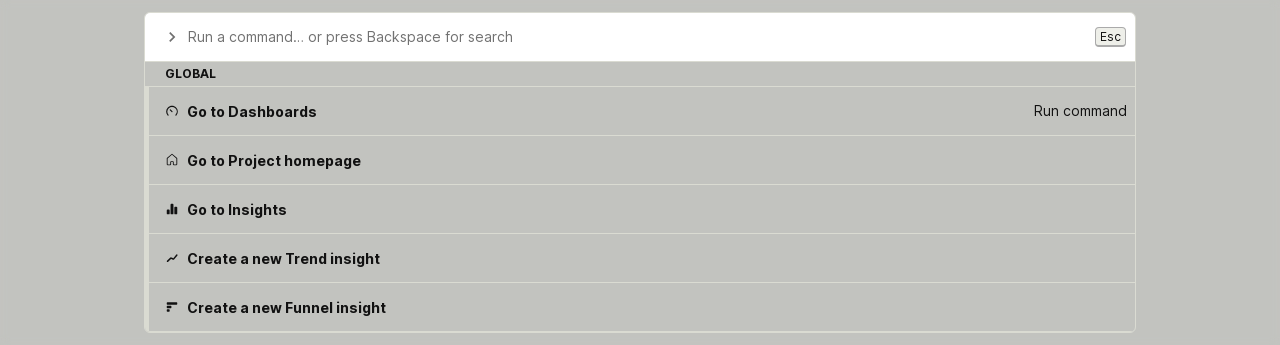 Run a command… or press Backspace for search
Esc
GLOBAL
Go to Dashboards
Run command
Go to Project homepage
Go to Insights
Create a new Trend insight
Create a new Funnel insight